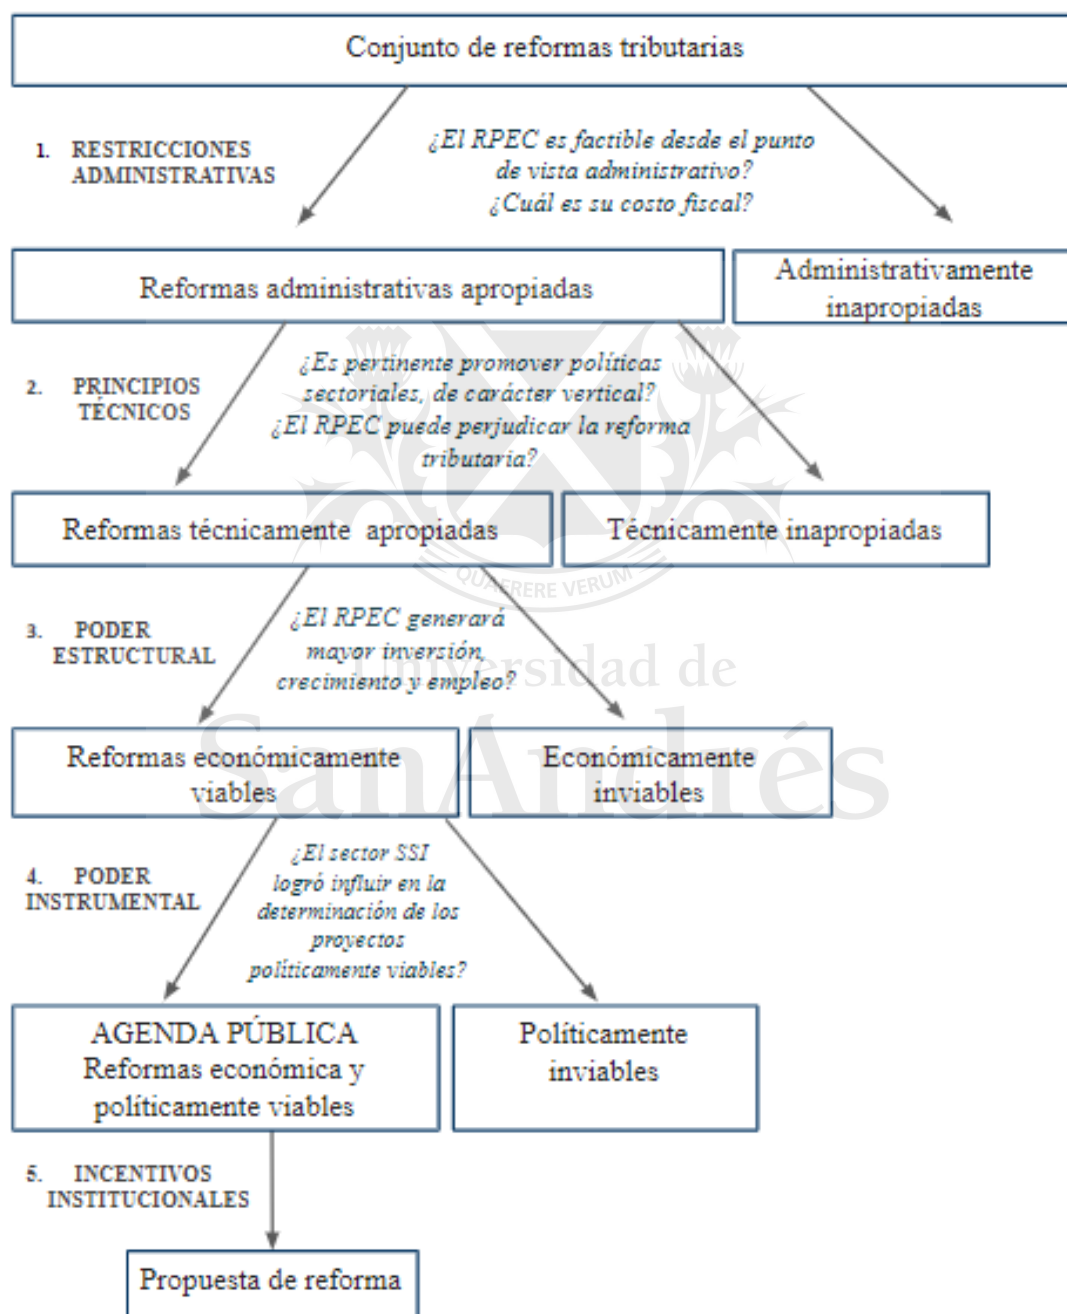 Conjunto de reformas tributarias
1. RESTRICCIONES
ADMINISTRATIVAS
¿El RPEC es factible desde el punto
de vista administrativo?
¿Cuál es su costo fiscal?
Reformas administrativas apropiadas
Administrativamente
inapropiadas
2. PRINCIPIOS
TÉCNICOS
¿Es pertinente promover políticas
sectoriales, de carácter vertical?
¿El RPEC puede perjudicar la reforma
tributaria?
Reformas técnicamente apropiadas
Técnicamente inapropiadas
QUAERERE VERUM
3. PODER
ESTRUCTURAL
¿El RPEC generará
mayor inversión,
crecimiento y empleo?
Universidad de
SanAndrés
Reformas económicamente
viables
Económicamente
inviables
4. PODER
INSTRUMENTAL
¿El sector SSI
logró influir en la
determinación de los
proyectos
políticamente viables?
AGENDA PÚBLICA
Reformas económica y
políticamente viables
Políticamente
inviables
5. INCENTIVOS
INSTITUCIONALES
Propuesta de reforma